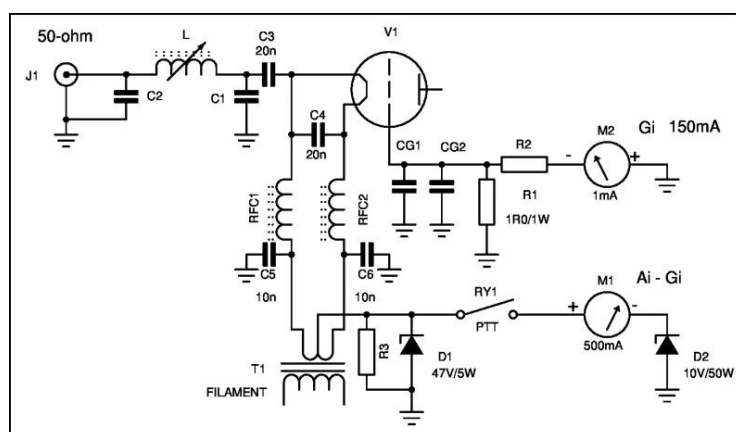 50-ohm
L
C3
20n
V1
J1
C2
C1
C4
20n
CG1
CG2
R2
M2
Gi 150mA
-
+
1mA
R1
1R0/1W
RFC1
RFC2
C5
C6
10n
10n
RY1
PTT
M1
Ai - Gi
+
-
500mA
R3
D1
47V/5W
D2
10V/50W
T1
FILAMENT